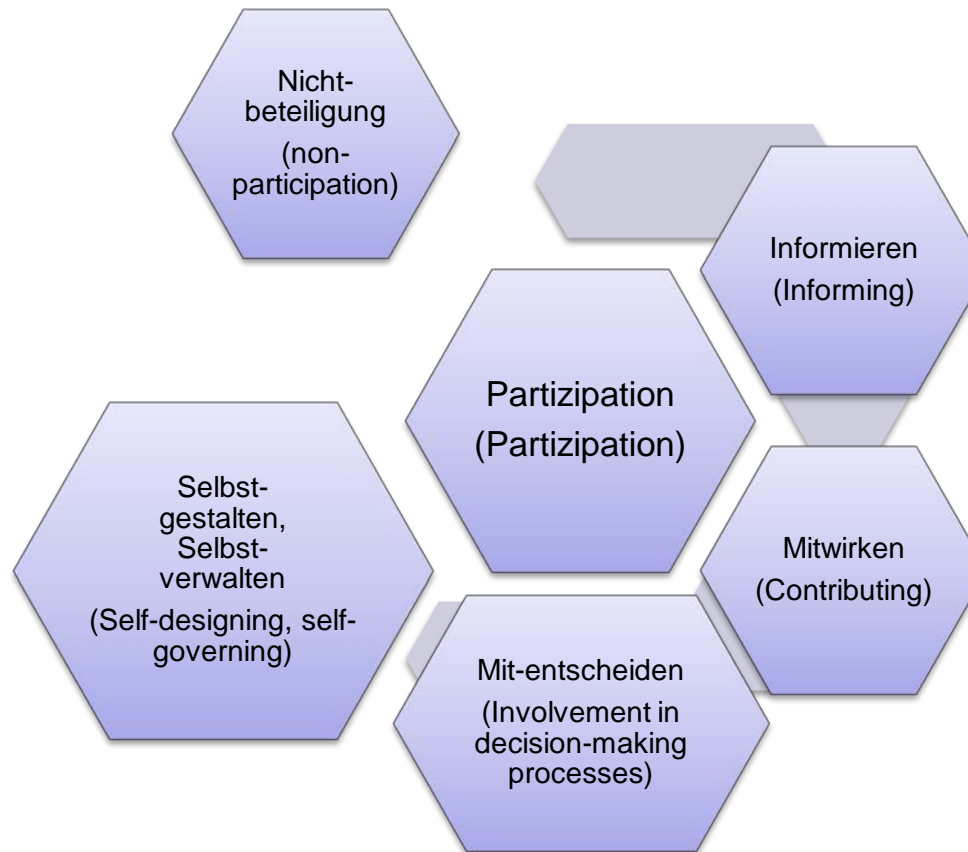 Nicht-
beteiligung
(non-
participation)
Informieren
(Informing)
Partizipation
(Partizipation)
Mitwirken
(Contributing)
Mit-entscheiden
(Involvement in
decision-making
processes)
Selbst-
gestalten,
Selbst-
verwalten
(Self-designing, self-
governing)